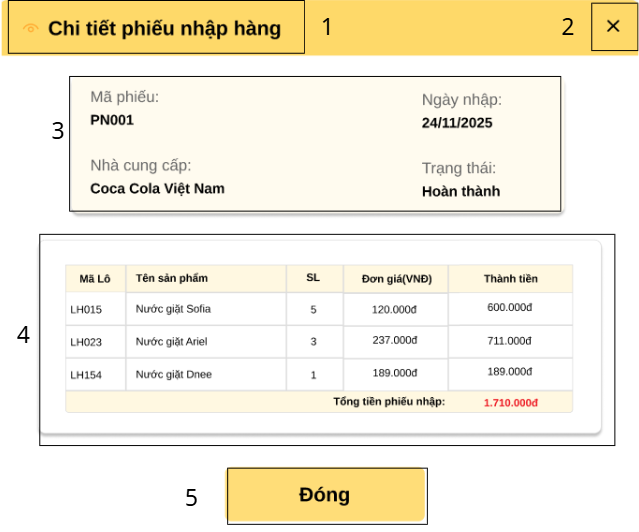 Chi tiết phiếu nhập hàng 1 2 ×
Mã phiếu: Ngày nhập:
PN001 24/11/2025
3
Nhà cung cấp: Trạng thái:
Coca Cola Việt Nam Hoàn thành
Mã Lô Tên sản phẩm SL Đơn giá(VNĐ) Thành tiền
LH015 Nước giặt Sofia 5 120.000đ 600.000đ
4 LH023 Nước giặt Ariel 3 237.000đ 711.000đ
LH154 Nước giặt Dnee 1 189.000đ 189.000đ
Tổng tiền phiếu nhập: 1.710.000đ
5 Đóng